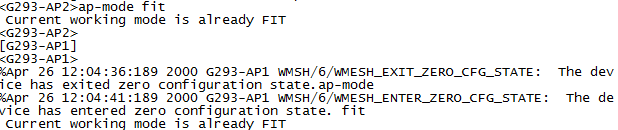 <G293-AP2>ap-mode fit
 Current working mode is already FIT
<G293-AP2>
[G293-AP1]
<G293-AP1>
%Apr 26 12:04:36:189 2000 G293-AP1 WMSH/6/WMESH_EXIT_ZERO_CFG_STATE:  The dev
ice has exited zero configuration state.ap-mode
%Apr 26 12:04:41:189 2000 G293-AP1 WMSH/6/WMESH_ENTER_ZERO_CFG_STATE:  The de
vice has entered zero configuration state. fit
 Current working mode is already FIT